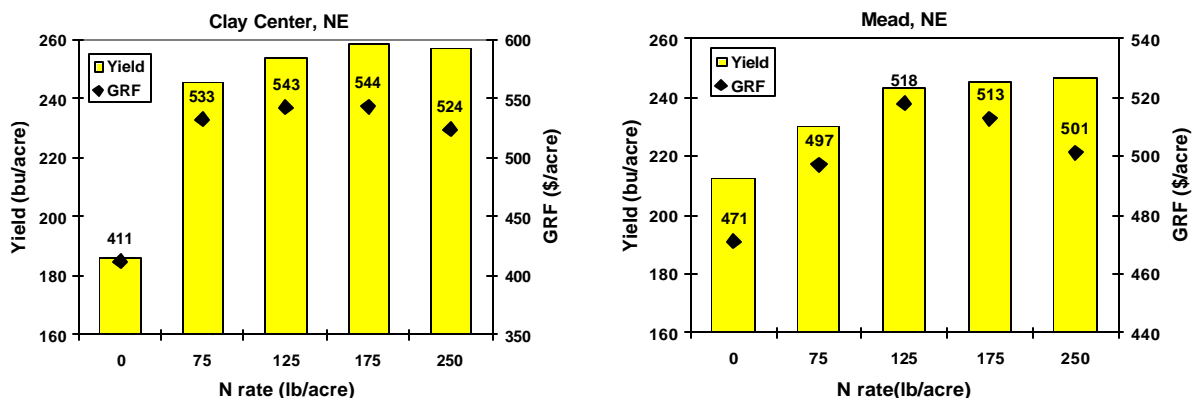 Clay Center, NE
260
240
220
200
180
160
Yield (bu/acre)
Yield
GRF
411
533
543
544
524
600
550
500
450
400
350
GRF ($/acre)
0 75 125 175 250
N rate (lb/acre)
Mead, NE
260
240
220
200
180
160
Yield (bu/acre)
Yield
GRF
471
497
518
513
501
540
520
500
480
460
440
GRF ($/acre)
0 75 125 175 250
N rate(lb/acre)